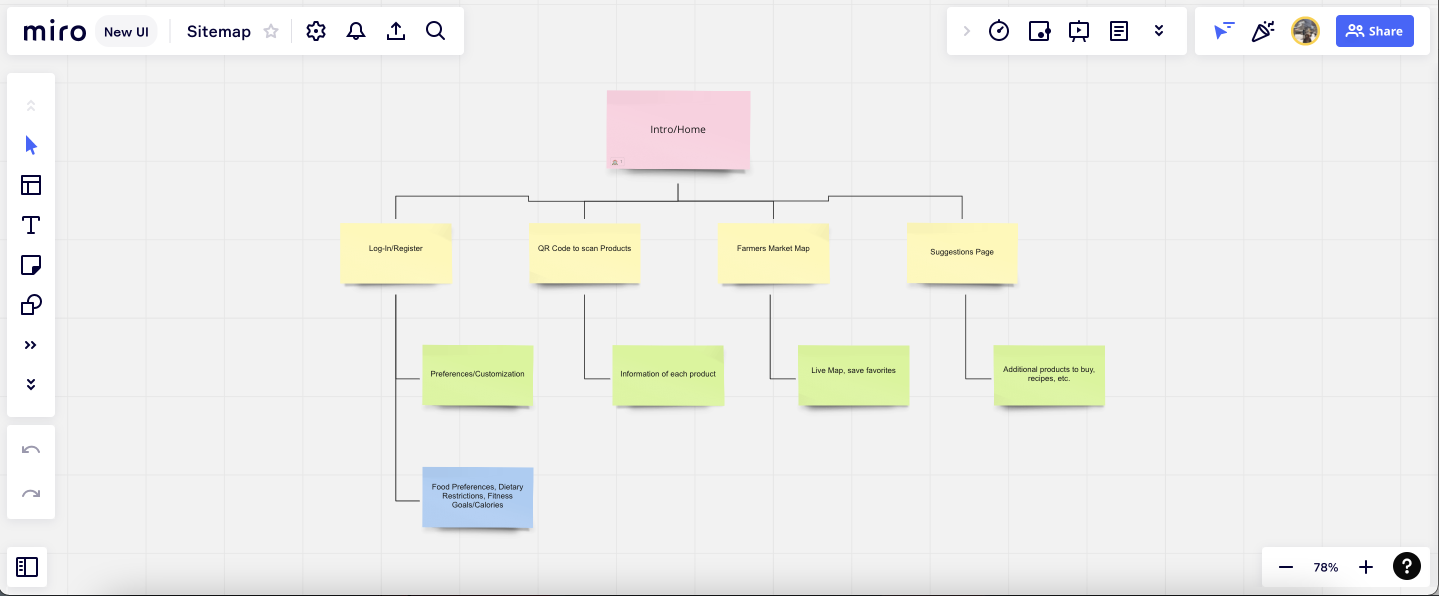 miro
New UI
Sitemap
Share
Intro/Home
1
Log-In/Register
QR Code to scan Products
Farmers Market Map
Suggestions Page
Preferences/Customization
Information of each product
Live Map, save favorites
Additional products to buy,
recipes, etc.
Food Preferences, Dietary
Restrictions, Fitness
Goals/Calories
78%
?